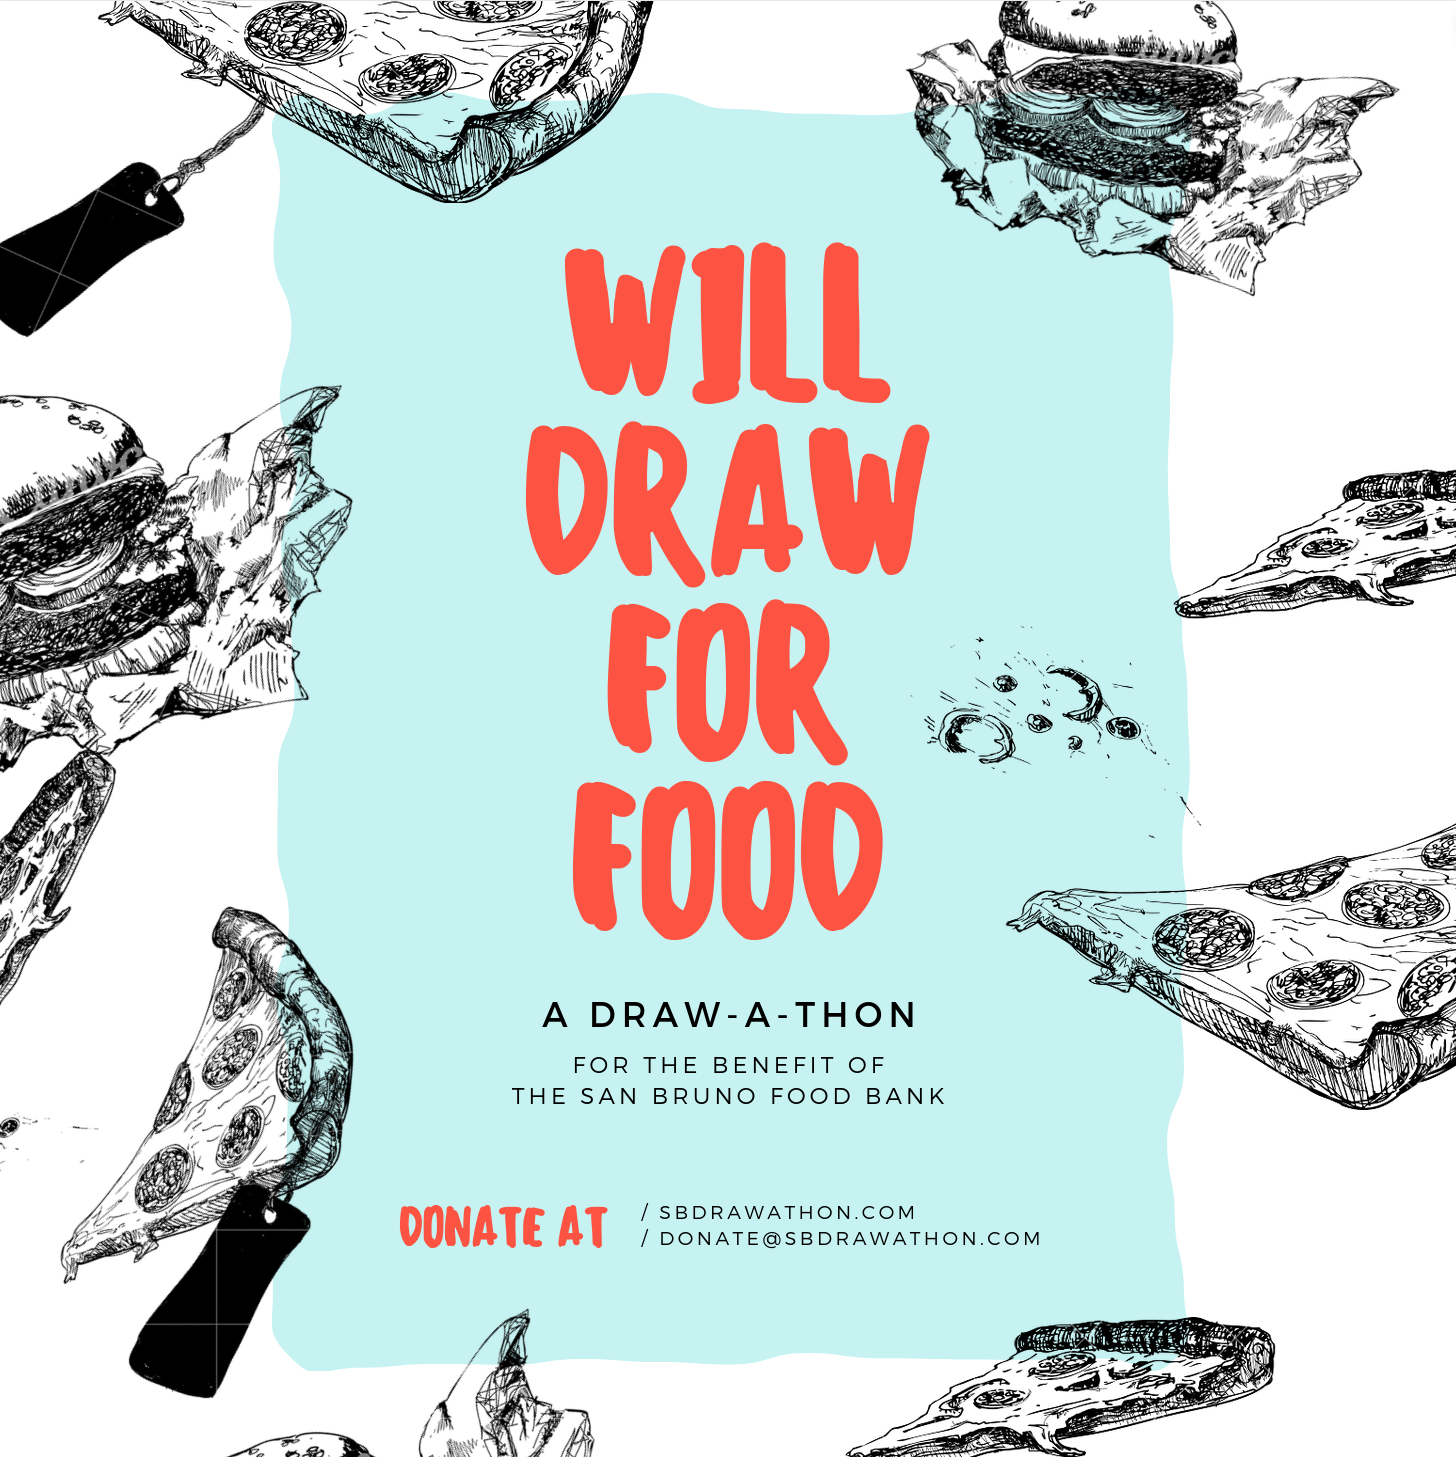 WILL
DRAW
FOR
FOOD
A DRAW-A-THON
FOR THE BENEFIT OF
THE SAN BRUNO FOOD BANK
DONATE AT
/ SBDRAWATHON.COM
/ DONATE@SBDRAWATHON.COM